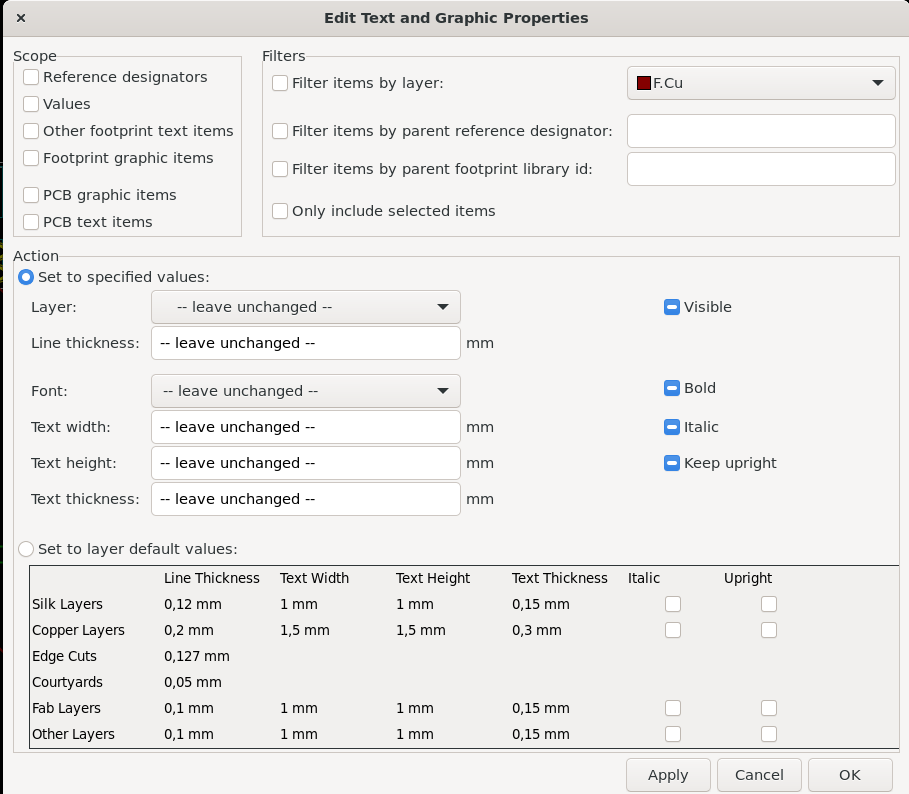 Edit Text and Graphic Properties
Scope
Reference designators
Values
Other footprint text items
Footprint graphic items
PCB graphic items
PCB text items
Filters
Filter items by layer: F.Cu
Filter items by parent reference designator:
Filter items by parent footprint library id:
Only include selected items
Action
Set to specified values:
Layer: -- leave unchanged -- Visible
Line thickness: -- leave unchanged -- mm
Font: -- leave unchanged -- Bold
Text width: -- leave unchanged -- mm Italic
Text height: -- leave unchanged -- mm Keep upright
Text thickness: -- leave unchanged -- mm
Set to layer default values:
Line Thickness Text Width Text Height Text Thickness Italic Upright
Silk Layers 0,12 mm 1 mm 1 mm 0,15 mm
Copper Layers 0,2 mm 1,5 mm 1,5 mm 0,3 mm
Edge Cuts 0,127 mm
Courtyards 0,05 mm
Fab Layers 0,1 mm 1 mm 1 mm 0,15 mm
Other Layers 0,1 mm 1 mm 1 mm 0,15 mm
Apply Cancel OK